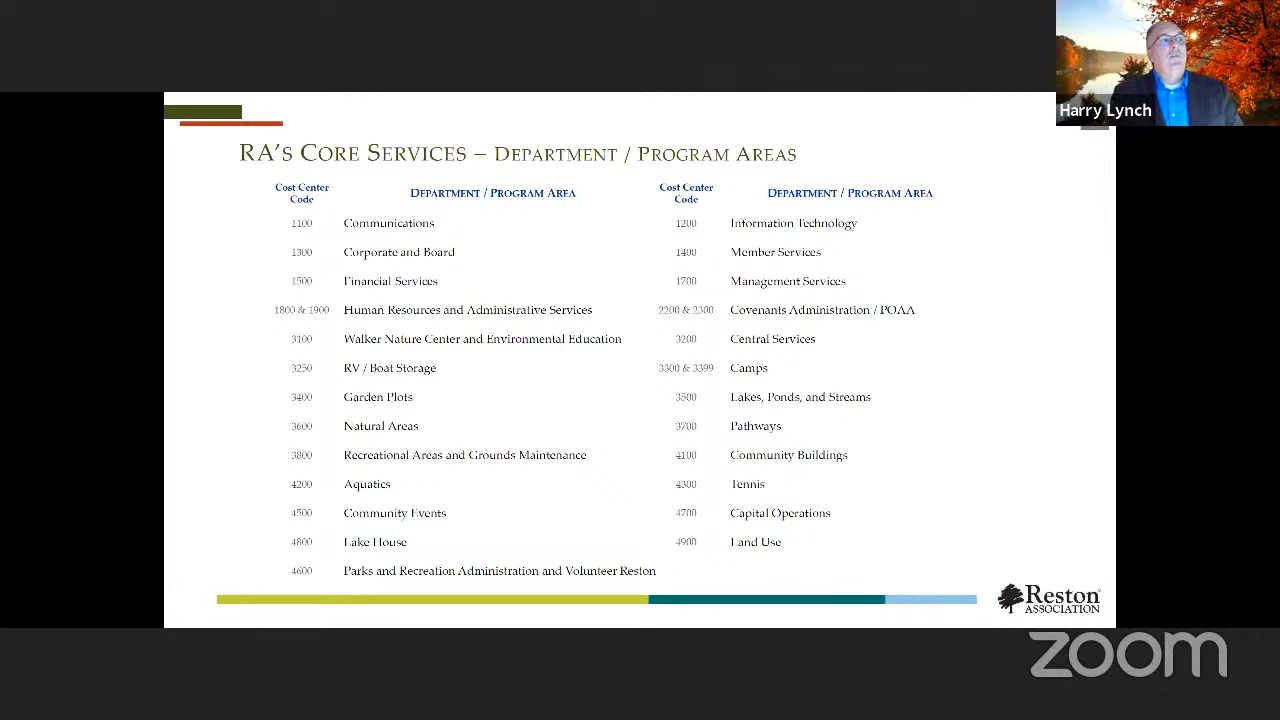 Harry Lynch
RA's Core Services – Department / Program Areas
Cost Center Code Department / Program Area Cost Center Code Department / Program Area
1100 Communications 1200 Information Technology
1300 Corporate and Board 1400 Member Services
1500 Financial Services 1700 Management Services
1800 & 1900 Human Resources and Administrative Services 2200 & 2300 Covenants Administration / POAA
3100 Walker Nature Center and Environmental Education 3200 Central Services
3250 RV / Boat Storage 3300 & 3399 Camps
3400 Garden Plots 3500 Lakes, Ponds, and Streams
3600 Natural Areas 3700 Pathways
3800 Recreational Areas and Grounds Maintenance 4100 Community Buildings
4200 Aquatics 4300 Tennis
4500 Community Events 4700 Capital Operations
4800 Lake House 4900 Land Use
4600 Parks and Recreation Administration and Volunteer Reston
Reston
ASSOCIATION
zoom